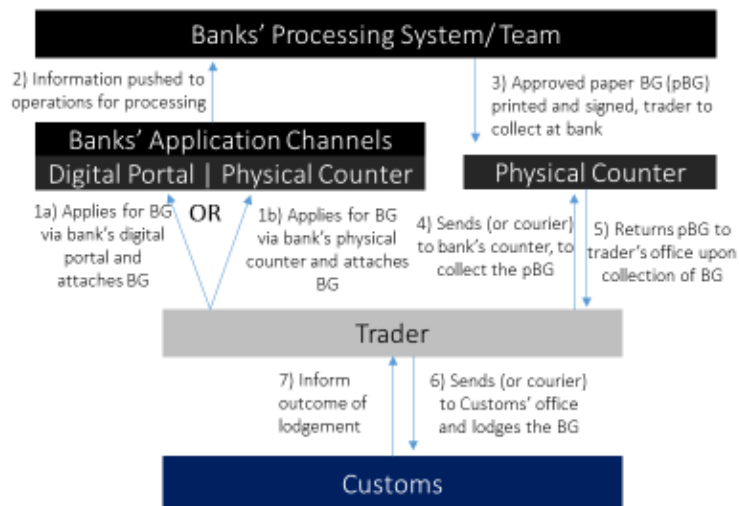 Banks' Processing System/ Team
2) Information pushed to
operations for processing
3) Approved paper BG (pBG)
printed and signed, trader to
collect at bank
Banks' Application Channels
Digital Portal | Physical Counter
Physical Counter
1a) Applies for BG
via bank's digital
portal and
attaches BG
OR
1b) Applies for BG
via bank's physical
counter and attaches
BG
4) Sends (or courier)
to bank's counter, to
collect the pBG
5) Returns pBG to
trader's office upon
collection of BG
Trader
7) Inform
outcome of
lodgement
6) Sends (or courier)
to Customs' office
and lodges the BG
Customs